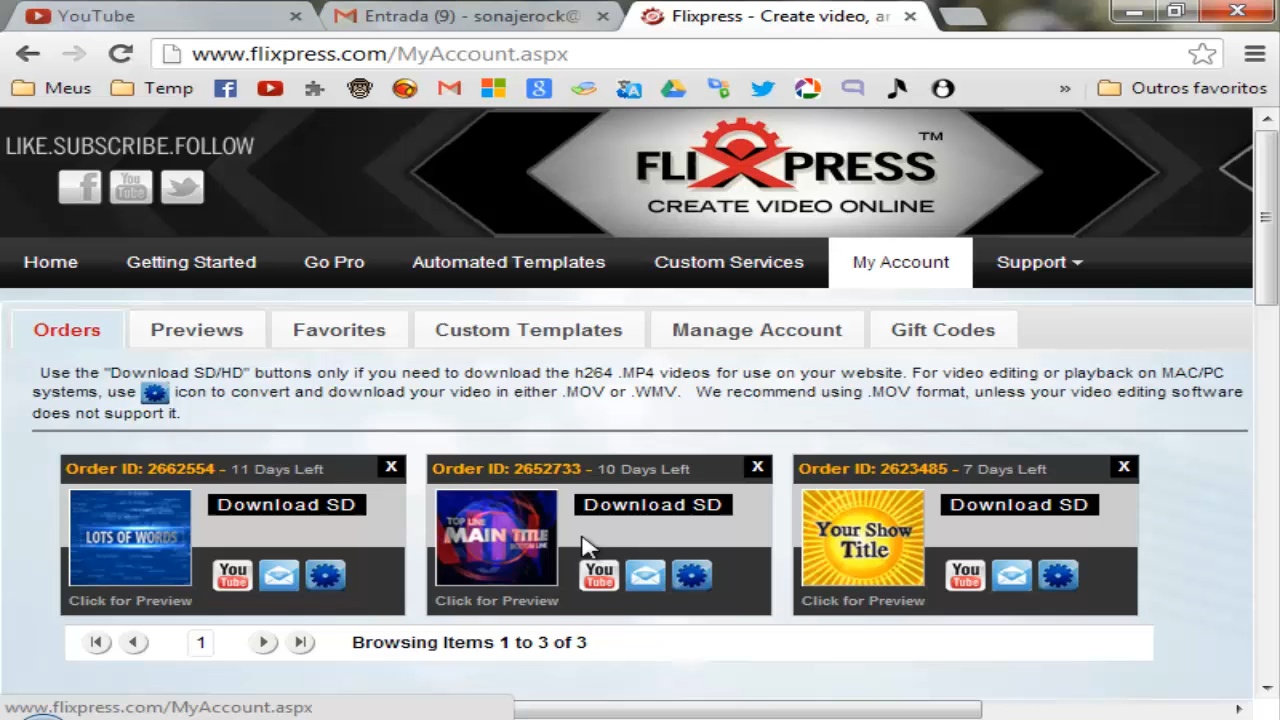 YouTube
Entrada (9) - sonajerock@
Flixpress - Create video, ar
www.flixpress.com/MyAccount.aspx
Meus
Temp
»
Outros favoritos
LIKE.SUBSCRIBE.FOLLOW
You Tube
FLIXPRESS™
CREATE VIDEO ONLINE
Home
Getting Started
Go Pro
Automated Templates
Custom Services
My Account
Support
Orders
Previews
Favorites
Custom Templates
Manage Account
Gift Codes
Use the "Download SD/HD" buttons only if you need to download the h264 .MP4 videos for use on your website. For video editing or playback on MAC/PC
systems, use icon to convert and download your video in either .MOV or .WMV. We recommend using .MOV format, unless your video editing software
does not support it.
Order ID: 2662554 - 11 Days Left
X
LOTS OF WORDS
Download SD
You Tube
Click for Preview
Order ID: 2652733 - 10 Days Left
X
TOP LINE
MAIN TITLE
BOTTOM LINE
Download SD
You Tube
Click for Preview
Order ID: 2623485 - 7 Days Left
X
Your Show
Title
Download SD
You Tube
Click for Preview
1
Browsing Items 1 to 3 of 3
www.flixpress.com/MyAccount.aspx